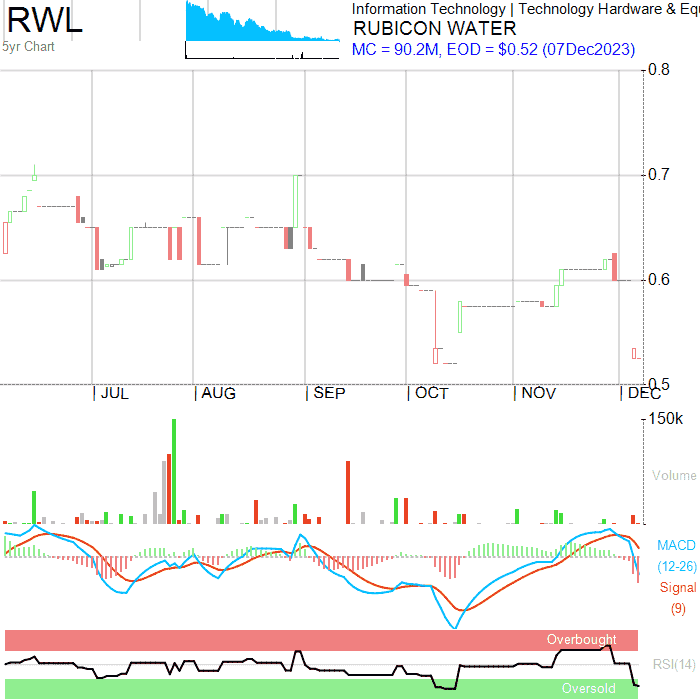 RWL
5yr Chart
Information Technology | Technology Hardware & Equ
RUBICON WATER
MC = 90.2M, EOD = $0.52 (07Dec2023)
0.8
0.7
0.6
0.5
| JUL | AUG | SEP | OCT | NOV | DEC
150k
Volume
MACD
(12-26)
Signal
(9)
Overbought
RSI(14)
Oversold